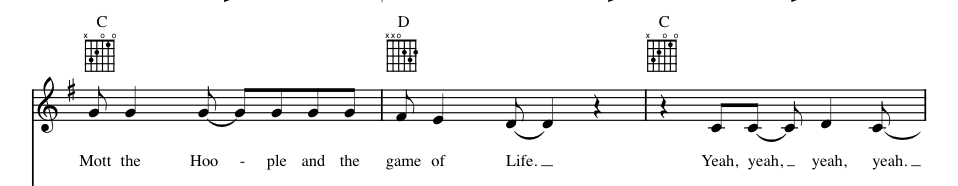 C D C
Mott the Hoo - ple and the game of Life. Yeah, yeah, yeah, yeah.